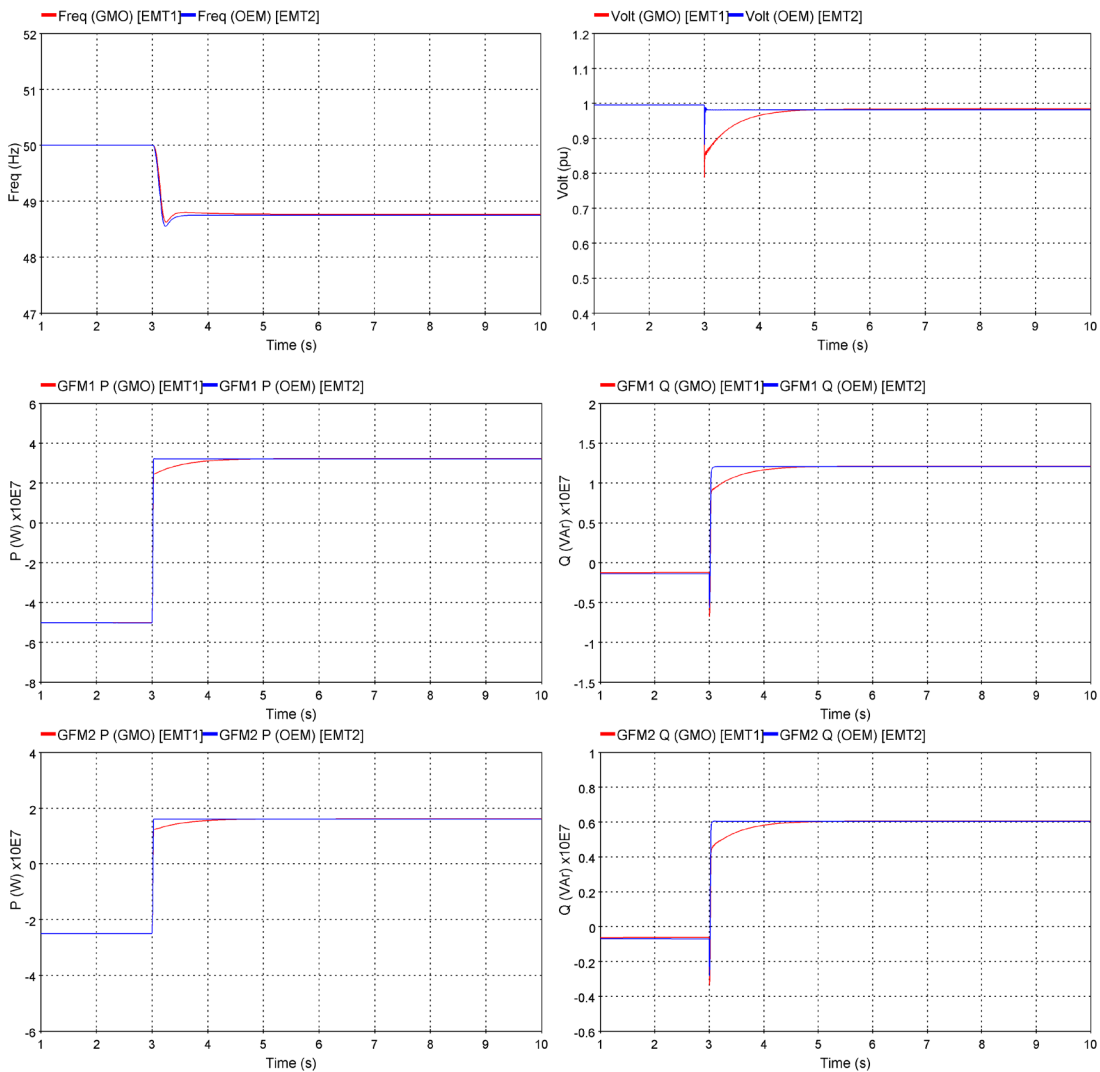 Freq (GMO) [EMT1] Freq (OEM) [EMT2]
52
51
50
49
48
47
Freq (Hz)
1 2 3 4 5 6 7 8 9 10
Time (s)
Volt (GMO) [EMT1] Volt (OEM) [EMT2]
1.2
1.1
1
0.9
0.8
0.7
0.6
0.5
0.4
Volt (pu)
1 2 3 4 5 6 7 8 9 10
Time (s)
GFM1 P (GMO) [EMT1] GFM1 P (OEM) [EMT2]
6
4
2
0
-2
-4
-6
-8
P (W) x10E7
1 2 3 4 5 6 7 8 9 10
Time (s)
GFM1 Q (GMO) [EMT1] GFM1 Q (OEM) [EMT2]
2
1.5
1
0.5
0
-0.5
-1
-1.5
Q (VAr) x10E7
1 2 3 4 5 6 7 8 9 10
Time (s)
GFM2 P (GMO) [EMT1] GFM2 P (OEM) [EMT2]
4
2
0
-2
-4
-6
P (W) x10E7
1 2 3 4 5 6 7 8 9 10
Time (s)
GFM2 Q (GMO) [EMT1] GFM2 Q (OEM) [EMT2]
1
0.8
0.6
0.4
0.2
0
-0.2
-0.4
-0.6
Q (VAr) x10E7
1 2 3 4 5 6 7 8 9 10
Time (s)